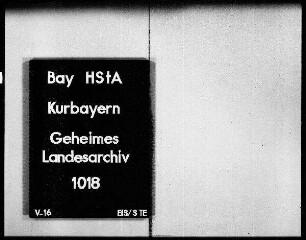 Bay HStA
Kurbayern
Geheimes
Landesarchiv
1018
V-16 EIS/STE